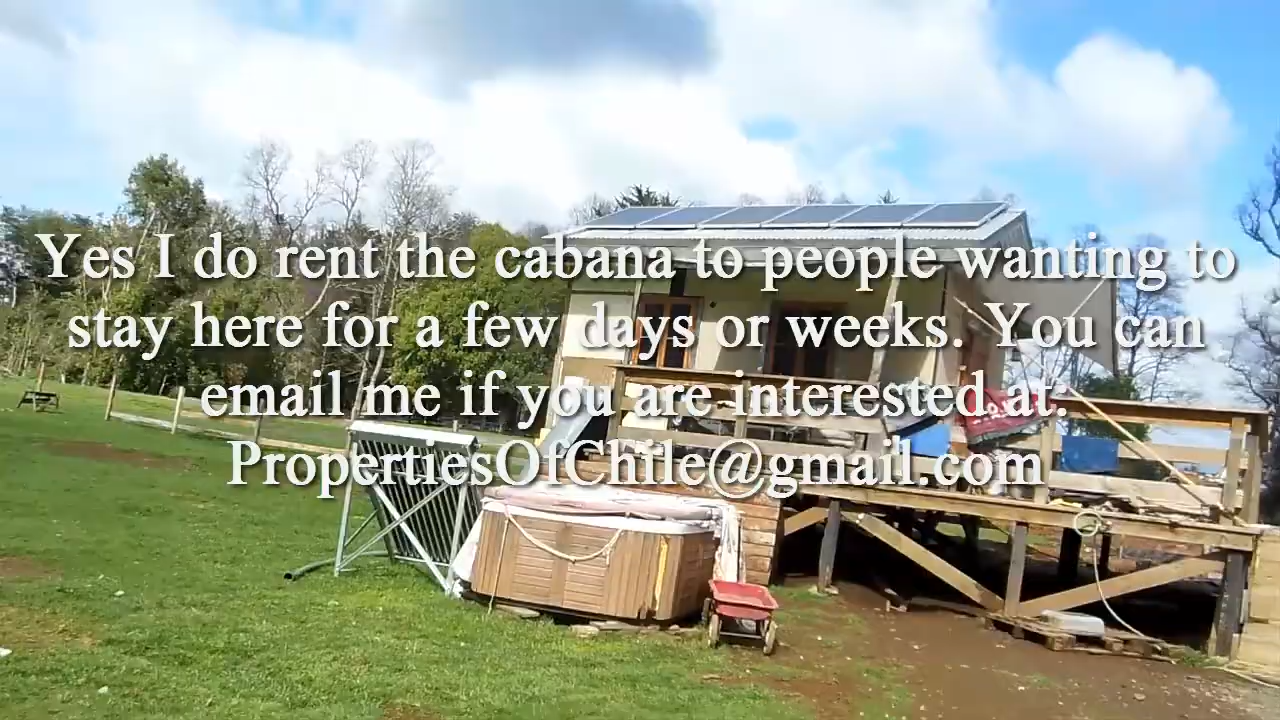 Yes I do rent the cabana to people wanting to
stay here for a few days or weeks. You can
email me if you are interested at:
PropertiesOfChile@gmail.com